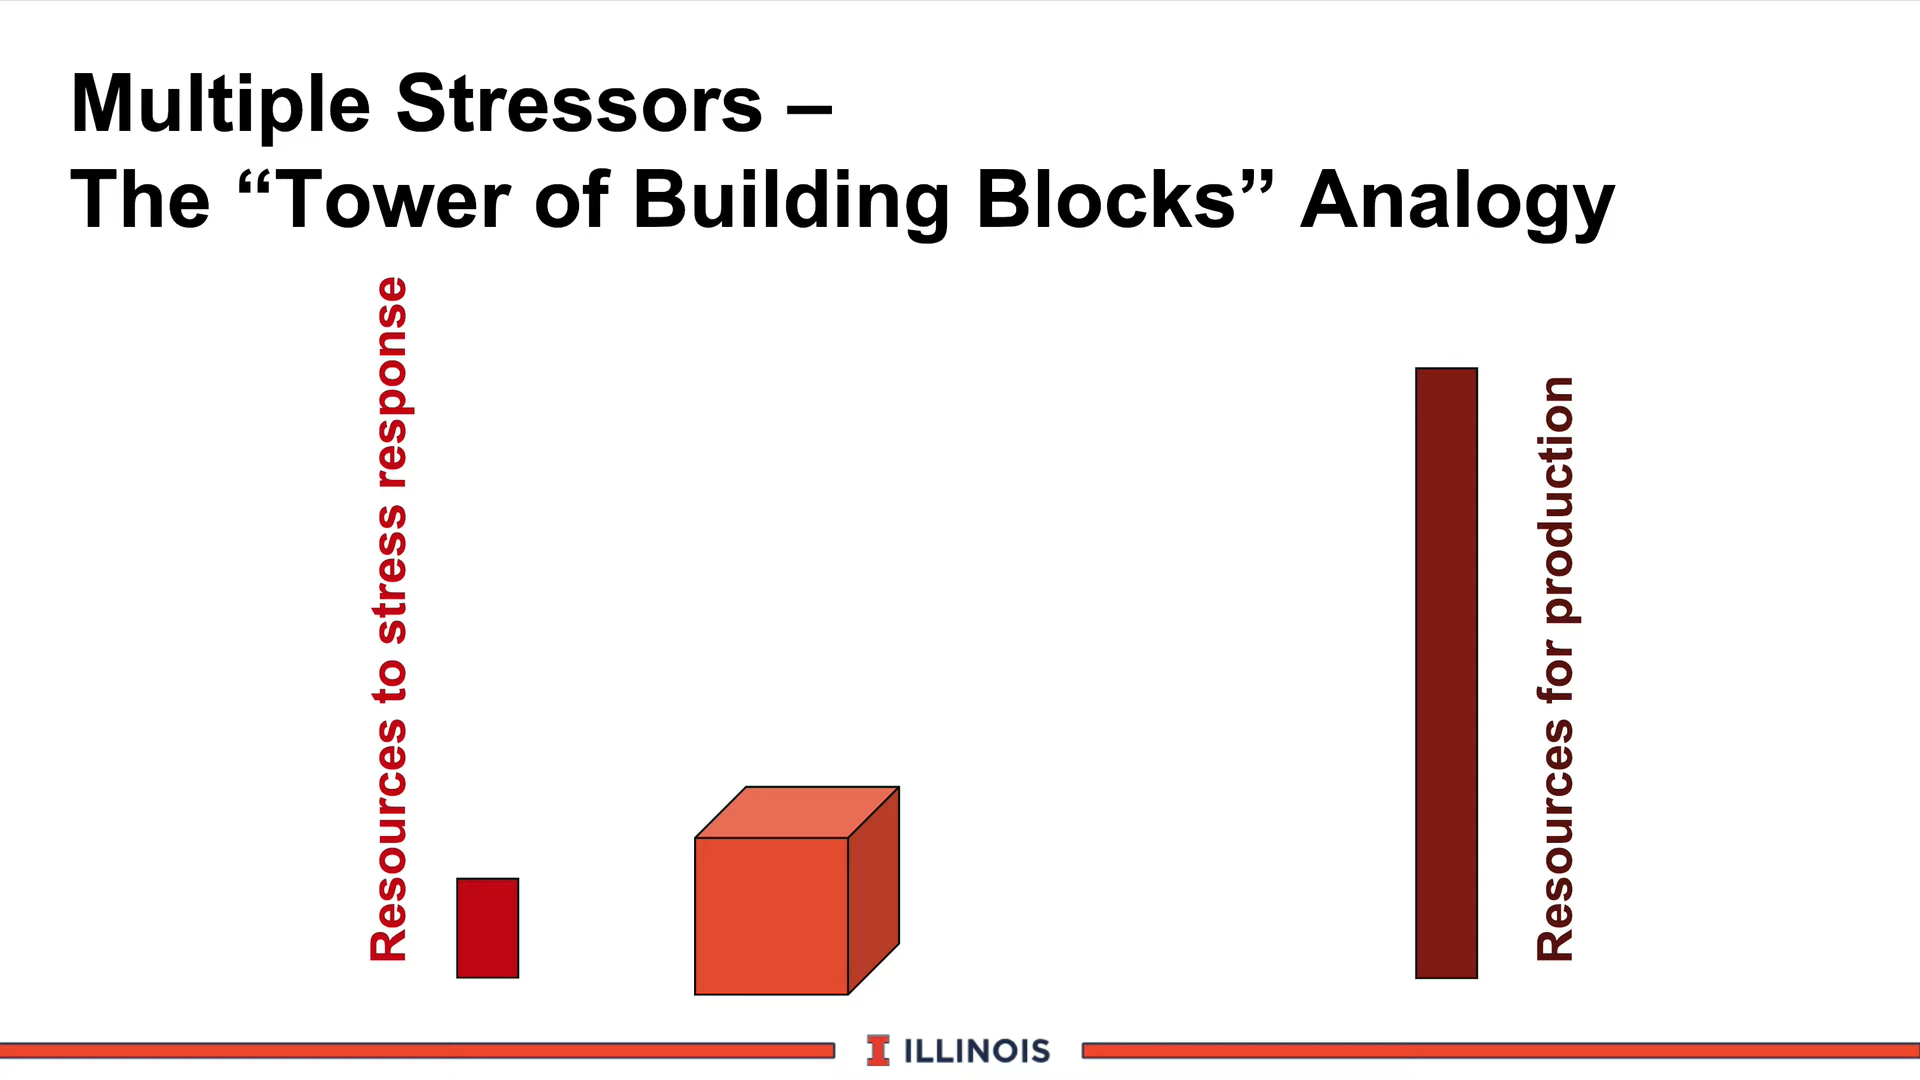 Multiple Stressors –
The “Tower of Building Blocks” Analogy
Resources to stress response
Resources for production
I ILLINOIS